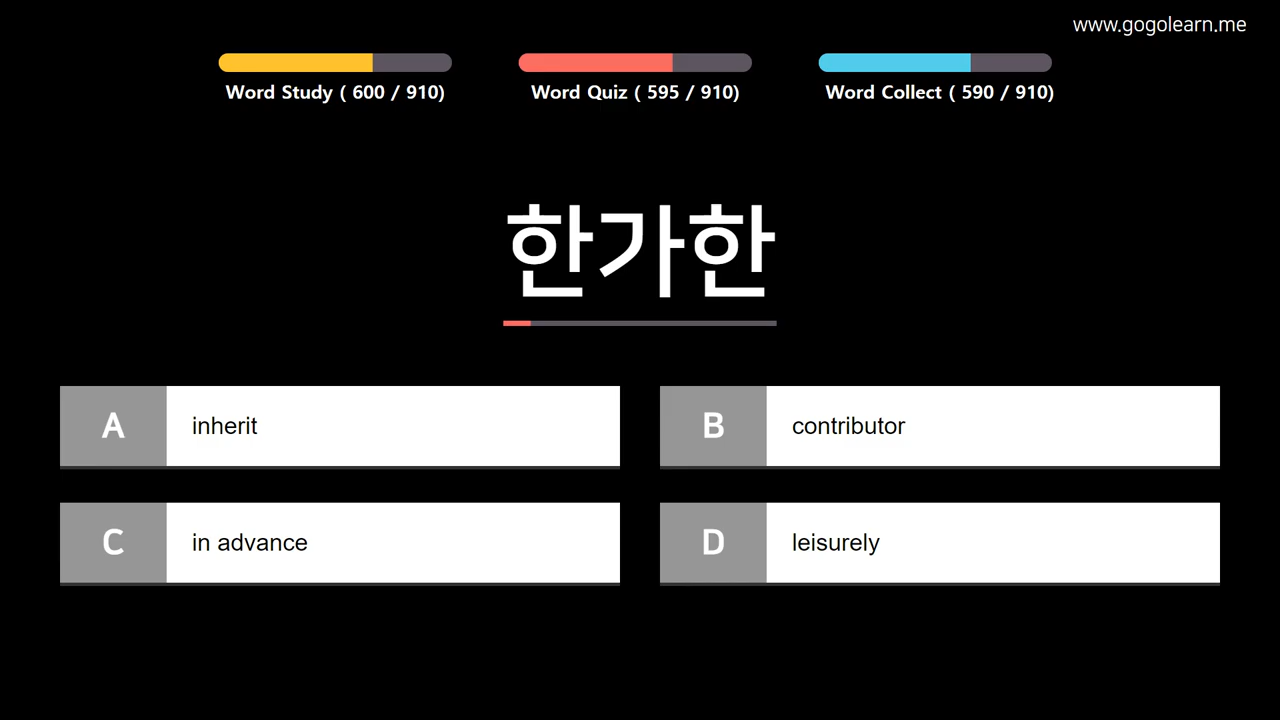 www.gogolearn.me
Word Study ( 600 / 910)
Word Quiz ( 595 / 910)
Word Collect ( 590 / 910)
한가한
A inherit
B contributor
C in advance
D leisurely